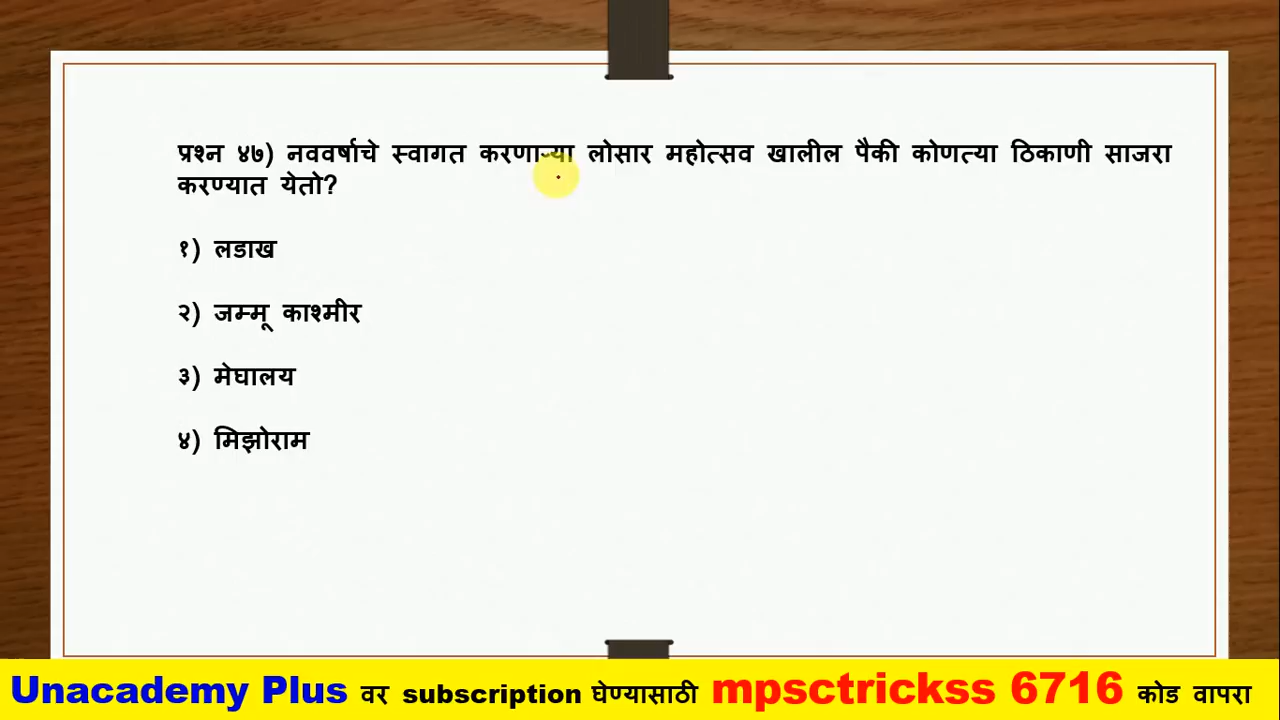 प्रश्न ४७) नववर्षाचे स्वागत करणाऱ्या लोसार महोत्सव खालील पैकी कोणत्या ठिकाणी साजरा
करण्यात येतो?
१) लडाख
२) जम्मू काश्मीर
३) मेघालय
४) मिझोराम
Unacademy Plus वर subscription घेण्यासाठी mpsctrickss 6716 कोड वापरा